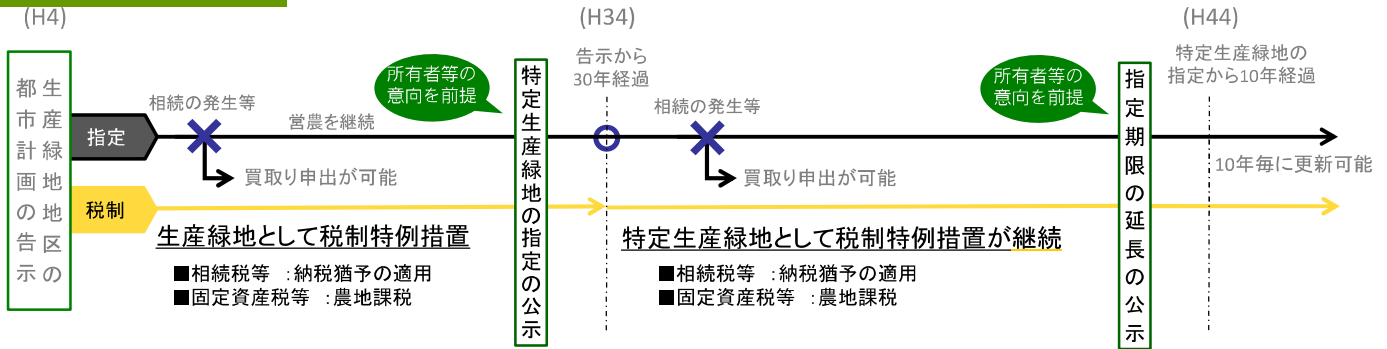 (H4)
(H34)
(H44)
生産緑地地区の
都市計画の告示
指定
税制
相続の発生等
営農を継続
買取り申出が可能
所有者等の
意向を前提
特定生産緑地の指定の公示
告示から
30年経過
相続の発生等
買取り申出が可能
所有者等の
意向を前提
指定期限の延長の公示
特定生産緑地の
指定から10年経過
10年毎に更新可能
生産緑地として税制特例措置
■相続税等　：納税猶予の適用
■固定資産税等　：農地課税
特定生産緑地として税制特例措置が継続
■相続税等　：納税猶予の適用
■固定資産税等　：農地課税